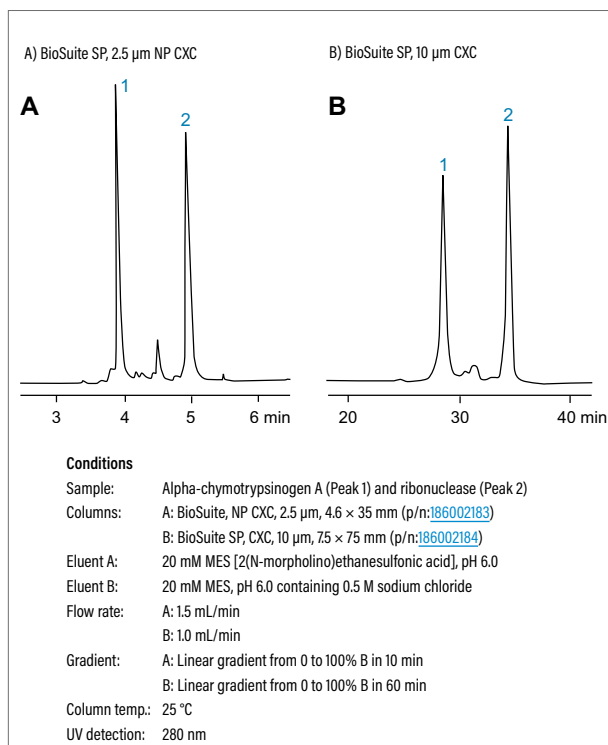 A) BioSuite SP, 2.5 µm NP CXC
B) BioSuite SP, 10 µm CXC
A
1
2
3 4 5 6 min
B
1
2
20 30 40 min
Conditions
Sample: Alpha-chymotrypsinogen A (Peak 1) and ribonuclease (Peak 2)
Columns: A: BioSuite, NP CXC, 2.5 µm, 4.6 × 35 mm (p/n:186002183)
B: BioSuite SP, CXC, 10 µm, 7.5 × 75 mm (p/n:186002184)
Eluent A: 20 mM MES [2(N-morpholino)ethanesulfonic acid], pH 6.0
Eluent B: 20 mM MES, pH 6.0 containing 0.5 M sodium chloride
Flow rate: A: 1.5 mL/min
B: 1.0 mL/min
Gradient: A: Linear gradient from 0 to 100% B in 10 min
B: Linear gradient from 0 to 100% B in 60 min
Column temp.: 25 °C
UV detection: 280 nm